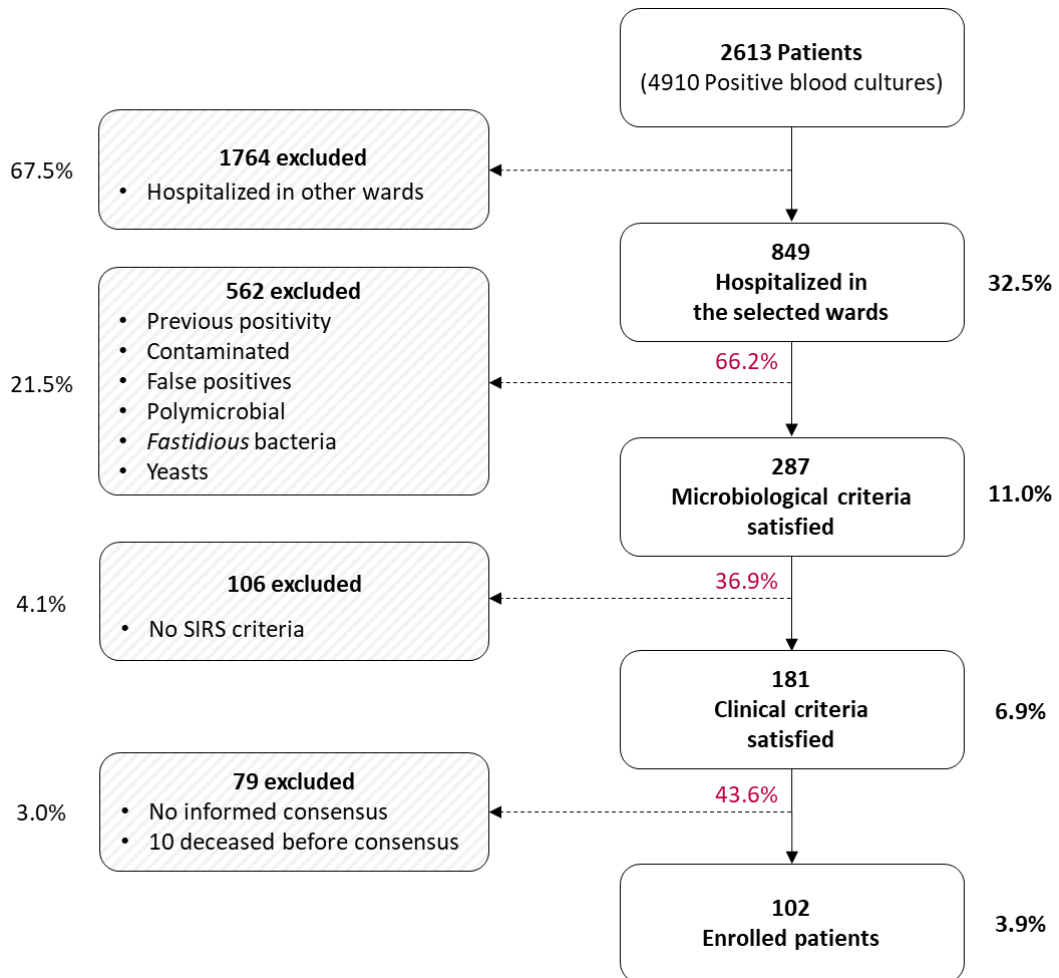 2613 Patients
(4910 Positive blood cultures)
67.5%
1764 excluded
• Hospitalized in other wards
849
Hospitalized in
the selected wards
32.5%
66.2%
21.5%
562 excluded
• Previous positivity
• Contaminated
• False positives
• Polymicrobial
• Fastidious bacteria
• Yeasts
287
Microbiological criteria
satisfied
11.0%
36.9%
4.1%
106 excluded
• No SIRS criteria
181
Clinical criteria
satisfied
6.9%
43.6%
3.0%
79 excluded
• No informed consensus
• 10 deceased before consensus
102
Enrolled patients
3.9%